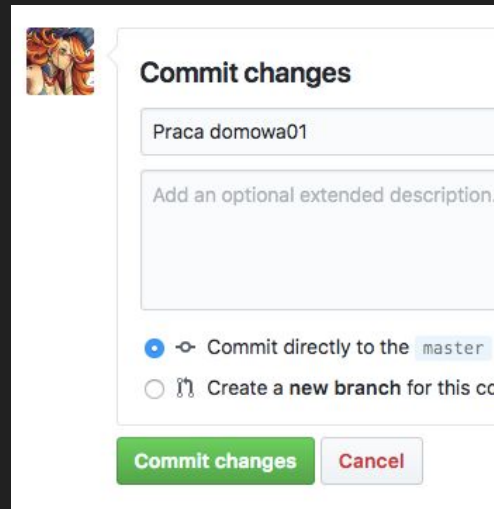 Commit changes
Praca domowa01
Add an optional extended description.
Commit directly to the master
Create a new branch for this
Commit changes
Cancel